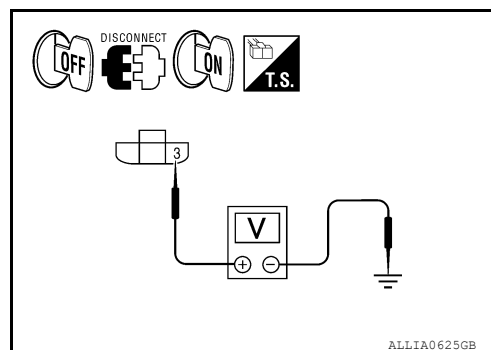 DISCONNECT
OFF
ON
T.S.
3
V
+ −
ALLIA0625GB